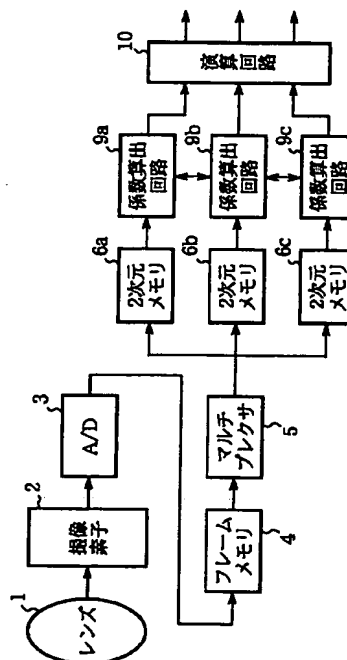 1
レンズ
2
撮像
素子
3
A/D
4
フレーム
メモリ
5
マルチ
プレクサ
6a
2次元
メモリ
6b
2次元
メモリ
6c
2次元
メモリ
9a
係数算出
回路
9b
係数算出
回路
9c
係数算出
回路
10
演算回路